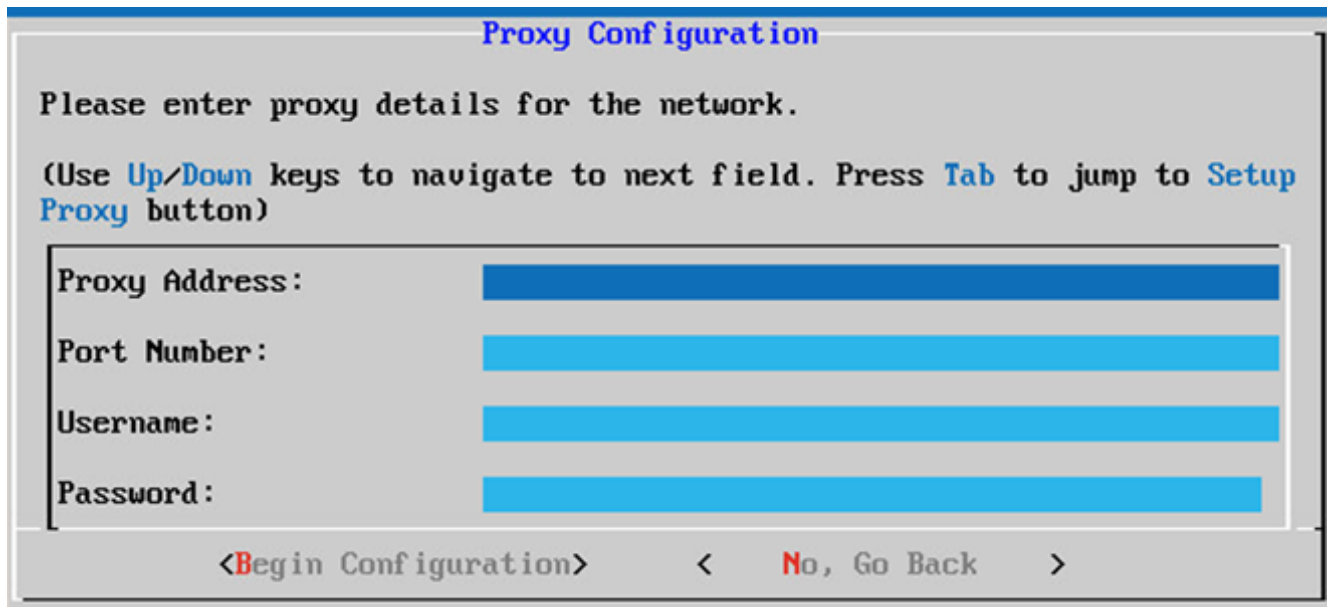 Proxy Configuration
Please enter proxy details for the network.
(Use Up/Down keys to navigate to next field. Press Tab to jump to Setup
Proxy button)
Proxy Address:
Port Number:
Username:
Password:
<Begin Configuration> < No, Go Back >